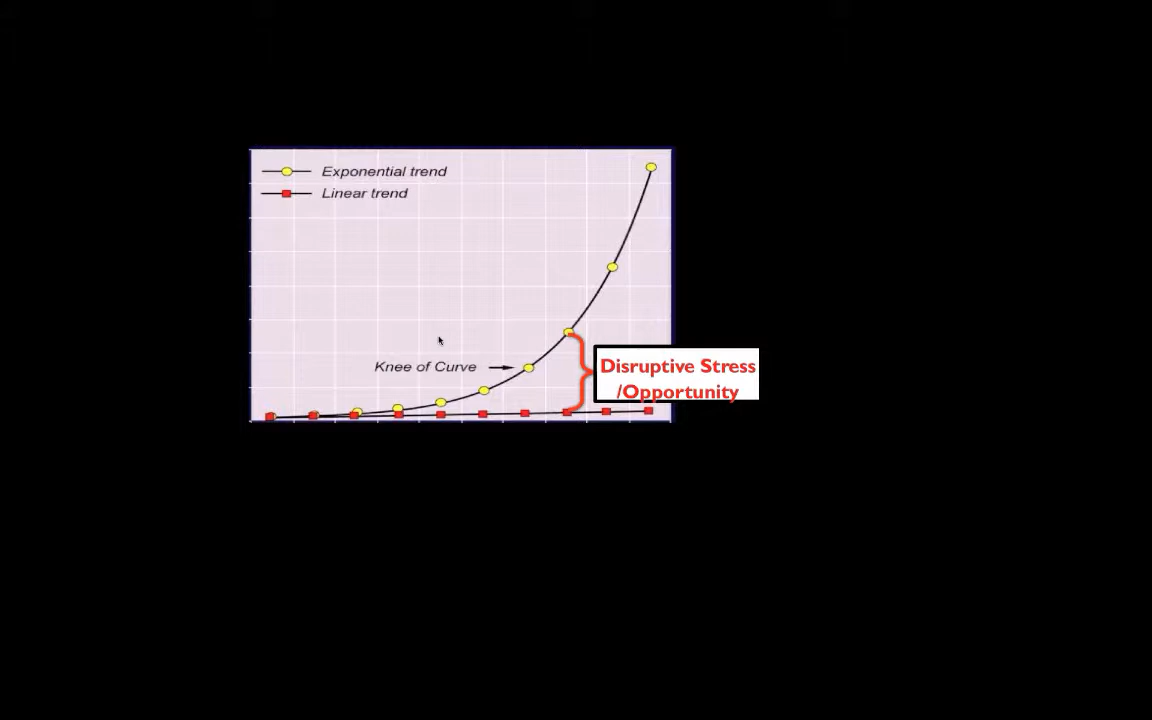 Exponential trend
Linear trend
Knee of Curve
Disruptive Stress
/Opportunity